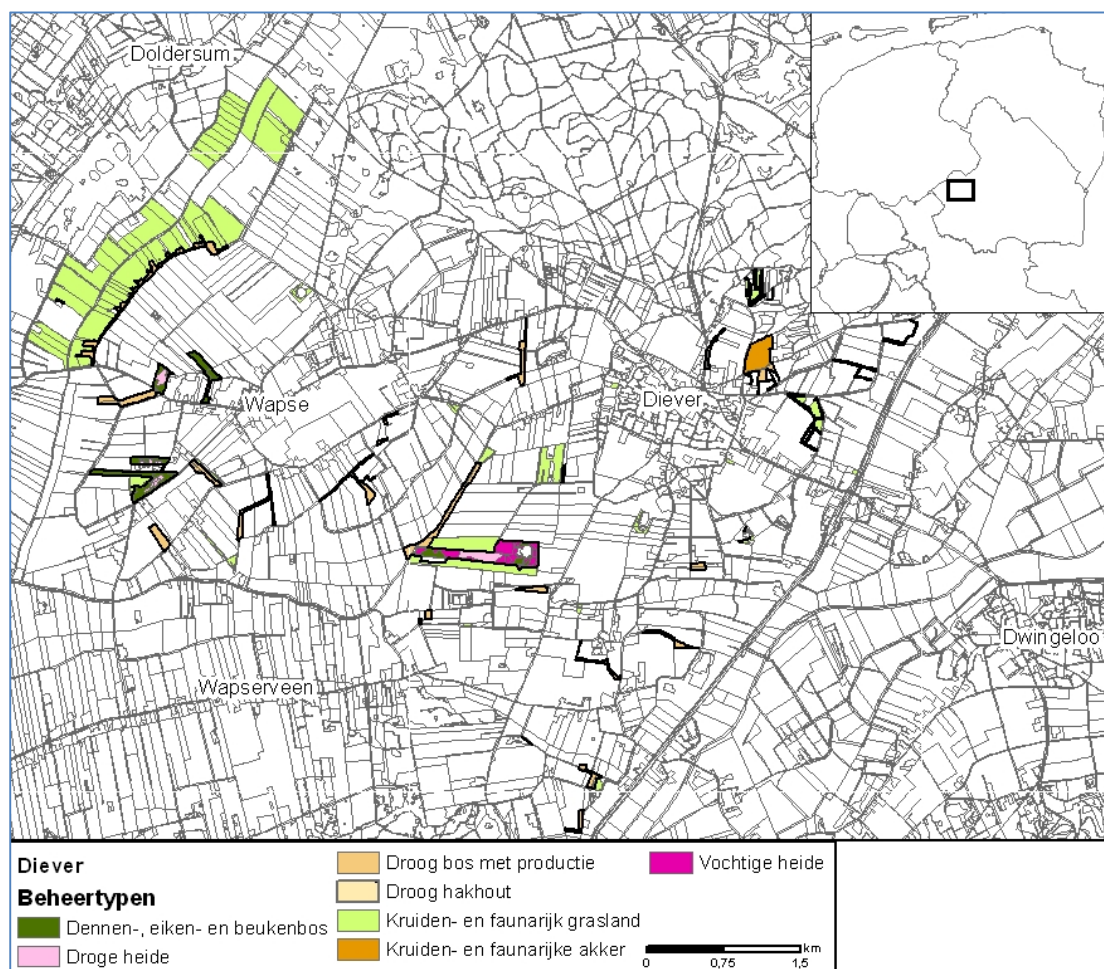 Doldersum
Wapse
Diever
Dwingeloo
Wapserveen
Diever
Beheertypen
Dennen-, eiken- en beukenbos
Droge heide
Droog bos met productie
Droog hakhout
Kruiden- en faunarijk grasland
Kruiden- en faunarijke akker
Vochtige heide
km
0 0,75 1,5